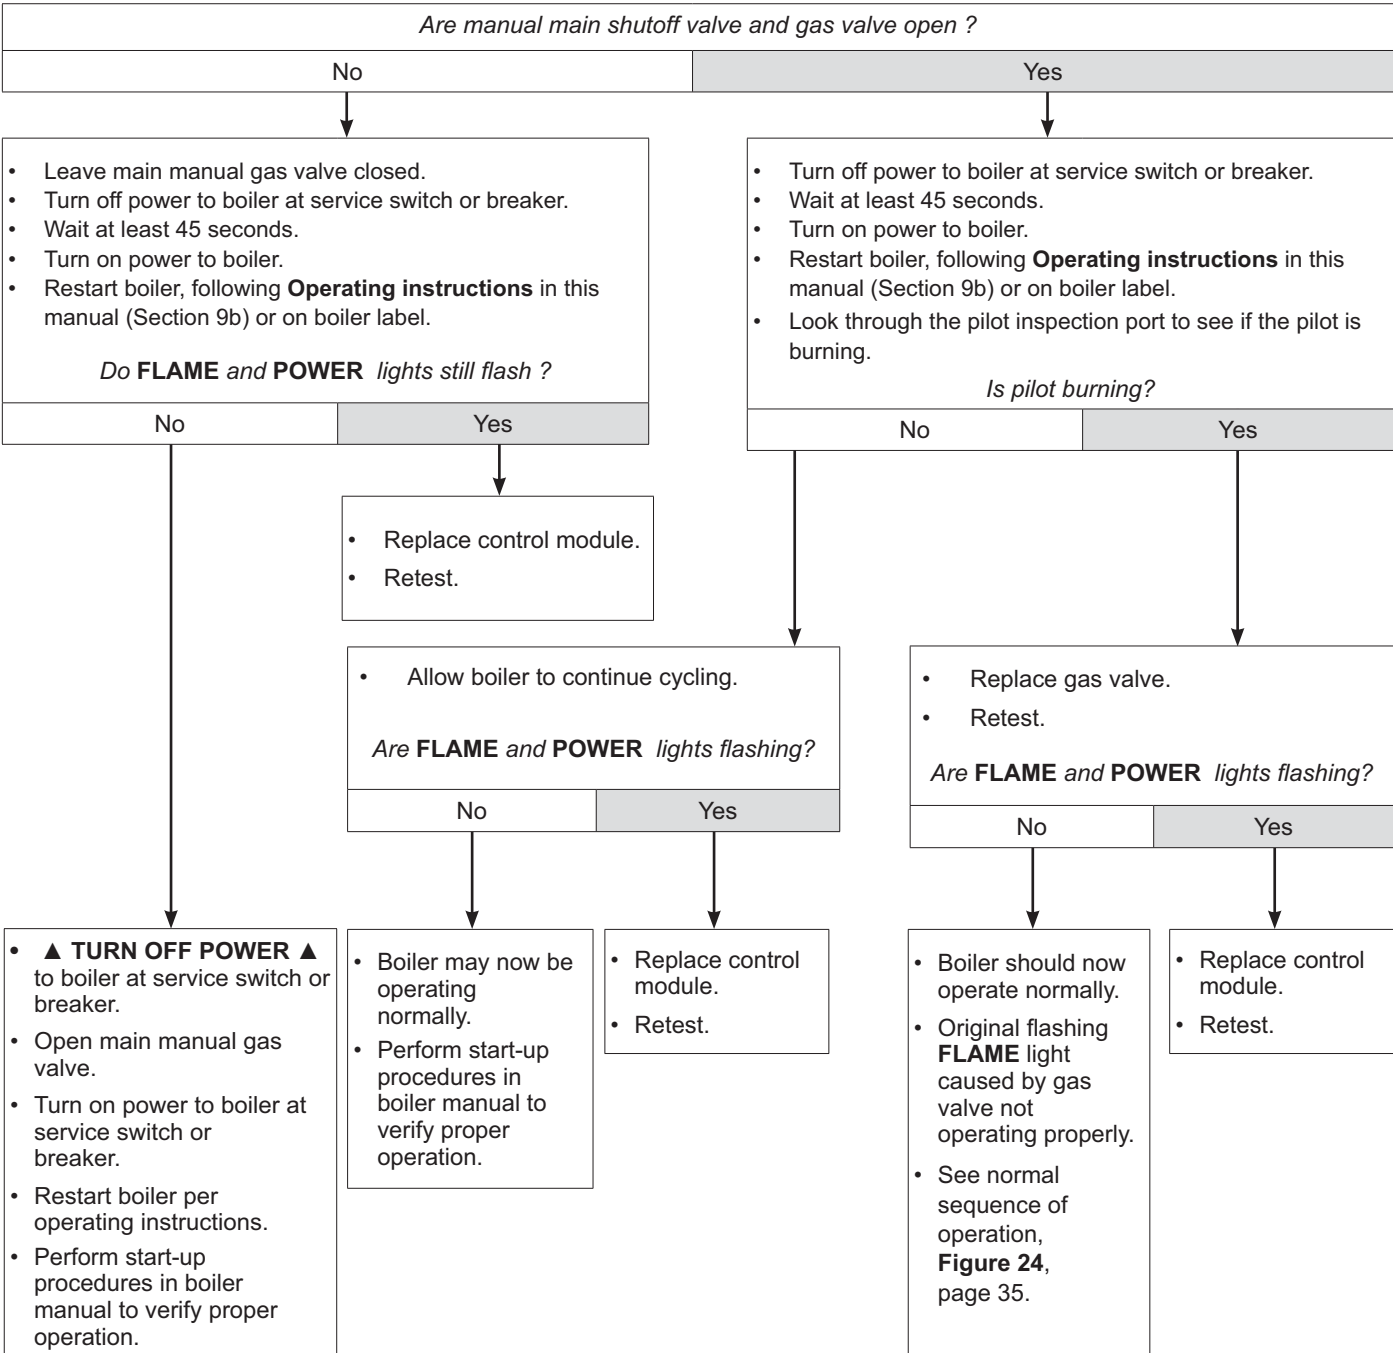 Are manual main shutoff valve and gas valve open ?
No
Yes
• Leave main manual gas valve closed.
• Turn off power to boiler at service switch or breaker.
• Wait at least 45 seconds.
• Turn on power to boiler.
• Restart boiler, following Operating instructions in this
manual (Section 9b) or on boiler label.
Do FLAME and POWER lights still flash ?
No
Yes
• Turn off power to boiler at service switch or breaker.
• Wait at least 45 seconds.
• Turn on power to boiler.
• Restart boiler, following Operating instructions in this
manual (Section 9b) or on boiler label.
• Look through the pilot inspection port to see if the pilot is
burning.
Is pilot burning?
No
Yes
• Replace control module.
• Retest.
• Allow boiler to continue cycling.
Are FLAME and POWER lights flashing?
No
Yes
• Replace gas valve.
• Retest.
Are FLAME and POWER lights flashing?
No
Yes
• ▲ TURN OFF POWER ▲
to boiler at service switch or
breaker.
• Open main manual gas
valve.
• Turn on power to boiler at
service switch or
breaker.
• Restart boiler per
operating instructions.
• Perform start-up
procedures in boiler
manual to verify proper
operation.
• Boiler may now be
operating
normally.
• Perform start-up
procedures in
boiler manual to
verify proper
operation.
• Replace control
module.
• Retest.
• Boiler should now
operate normally.
• Original flashing
FLAME light
caused by gas
valve not
operating properly.
• See normal
sequence of
operation,
Figure 24,
page 35.
• Replace control
module.
• Retest.